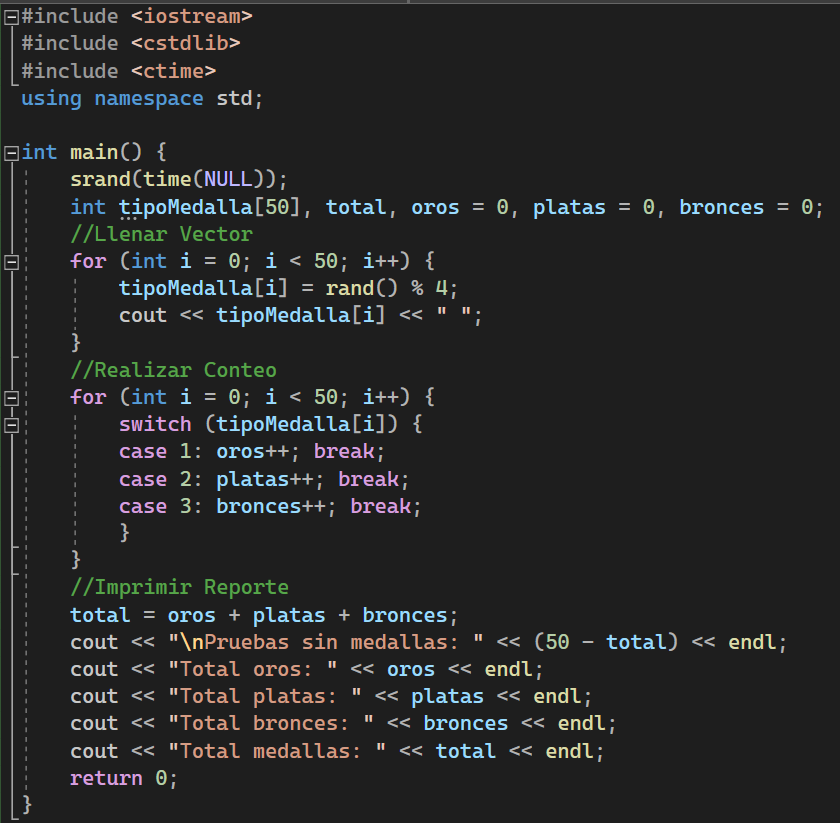 #include <iostream>
#include <cstdlib>
#include <ctime>
using namespace std;

int main() {
    srand(time(NULL));
    int tipoMedalla[50], total, oros = 0, platas = 0, bronces = 0;
    //Llenar Vector
    for (int i = 0; i < 50; i++) {
        tipoMedalla[i] = rand() % 4;
        cout << tipoMedalla[i] << " ";
    }
    //Realizar Conteo
    for (int i = 0; i < 50; i++) {
        switch (tipoMedalla[i]) {
        case 1: oros++; break;
        case 2: platas++; break;
        case 3: bronces++; break;
        }
    }
    //Imprimir Reporte
    total = oros + platas + bronces;
    cout << "\nPruebas sin medallas: " << (50 - total) << endl;
    cout << "Total oros: " << oros << endl;
    cout << "Total platas: " << platas << endl;
    cout << "Total bronces: " << bronces << endl;
    cout << "Total medallas: " << total << endl;
    return 0;
}